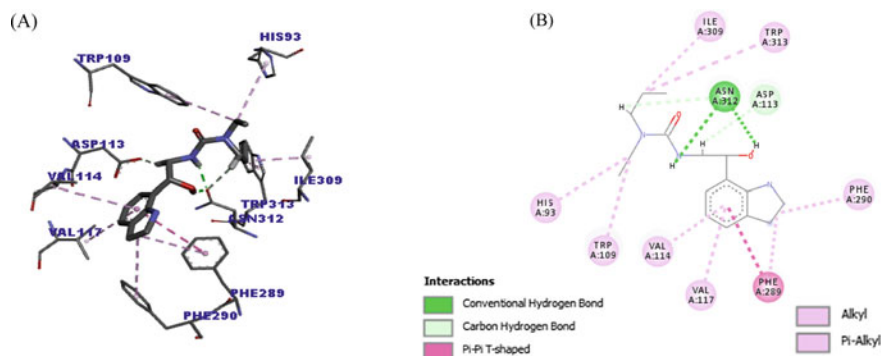 (A)
HIS93
TRP109
ASP113
VAL114
TRP313
ILE309
ASN312
VAL117
PHE289
PHE290
(B)
ILE
A:309
TRP
A:313
ASN
A:312
ASP
A:113
H
H
O
H
N
O
N
H
HIS
A:93
TRP
A:109
VAL
A:114
VAL
A:117
PHE
A:289
PHE
A:290
N
Interactions
Conventional Hydrogen Bond
Carbon Hydrogen Bond
Pi-Pi T-shaped
Alkyl
Pi-Alkyl